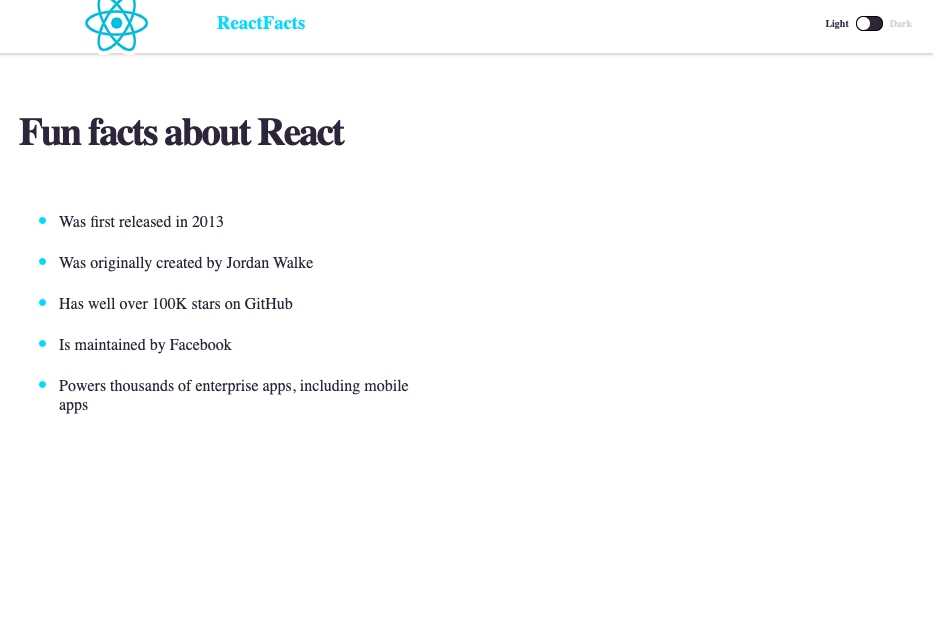 ReactFacts
Light
Dark
Fun facts about React
Was first released in 2013
Was originally created by Jordan Walke
Has well over 100K stars on GitHub
Is maintained by Facebook
Powers thousands of enterprise apps, including mobile
apps